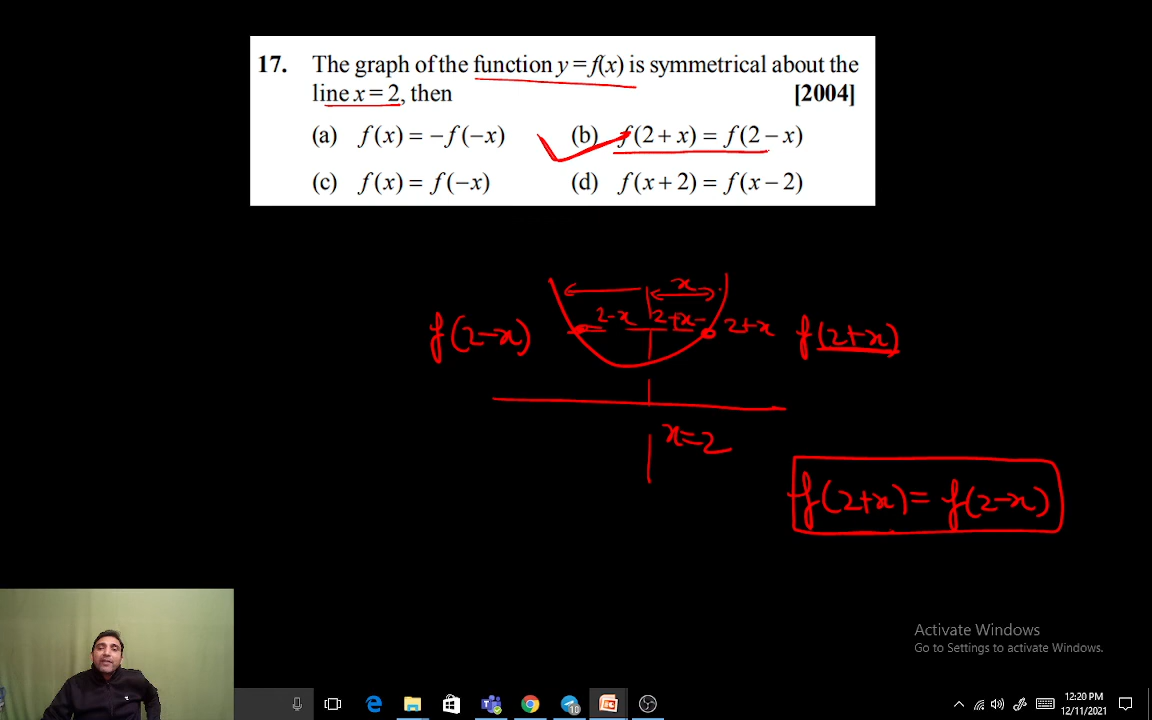 17. The graph of the function y = f(x) is symmetrical about the
line x = 2, then [2004]
(a) f(x) = −f(−x) (b) f(2 + x) = f(2 − x)
(c) f(x) = f(−x) (d) f(x + 2) = f(x − 2)
x
f(2-x) 2-x 2+x 2+x f(2+x)
x=2
f(2+x) = f(2-x)
Activate Windows
Go to Settings to activate Windows.
10
12:20 PM
12/11/2021